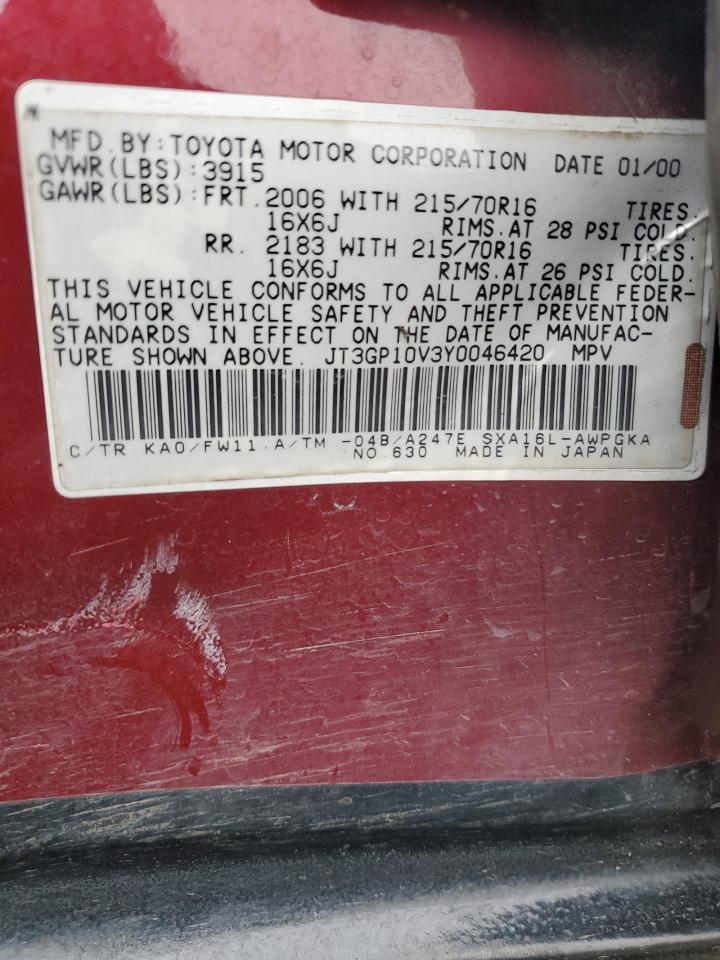 MFD.BY:TOYOTA MOTOR CORPORATION DATE 01/00
GVWR(LBS):3915
GAWR(LBS):FRT.2006 WITH 215/70R16 TIRES.
16X6J RIMS.AT 28 PSI COLD.
RR. 2183 WITH 215/70R16 TIRES.
16X6J RIMS.AT 26 PSI COLD.
THIS VEHICLE CONFORMS TO ALL APPLICABLE FEDER-
AL MOTOR VEHICLE SAFETY AND THEFT PREVENTION
STANDARDS IN EFFECT ON THE DATE OF MANUFAC-
TURE SHOWN ABOVE. JT3GP10V3Y0046420 MPV
C/TR KA0/FW11.A/TM -04B/A247E SXA16L-AWPGKA
NO.630 MADE IN JAPAN